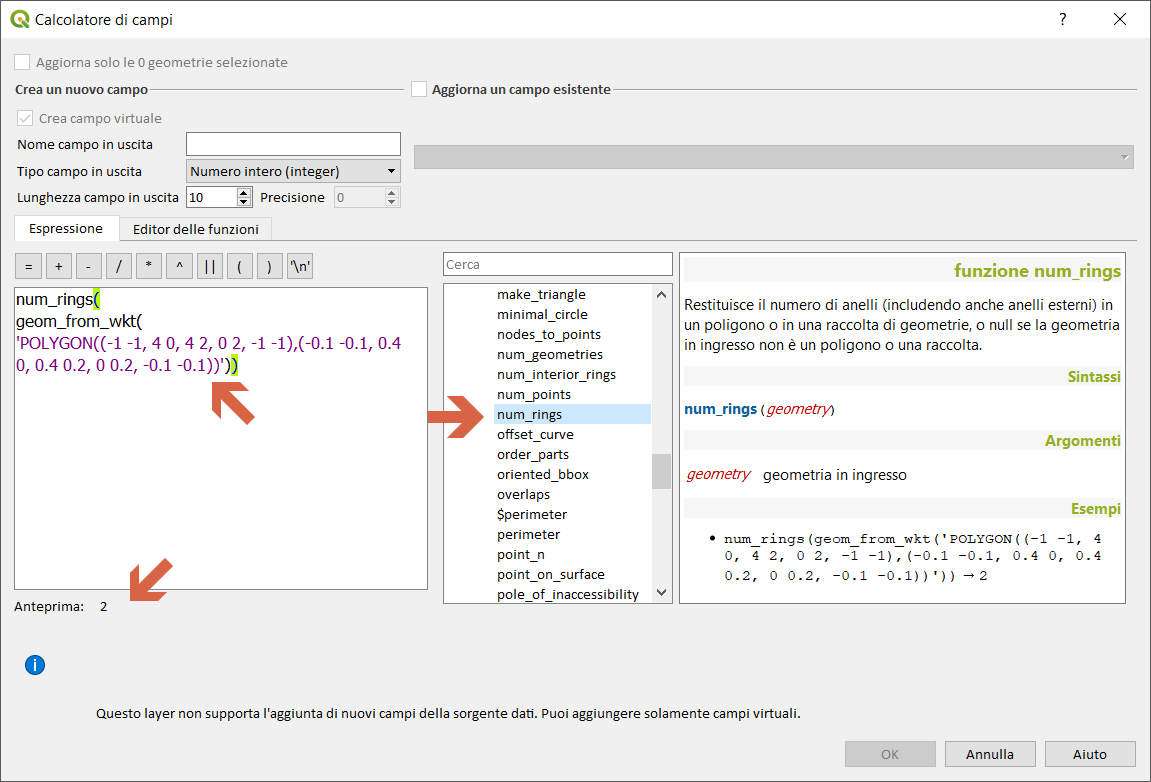 Calcolatore di campi
?
Aggiorna solo le 0 geometrie selezionate
Crea un nuovo campo
Aggiorna un campo esistente
Crea campo virtuale
Nome campo in uscita
Tipo campo in uscita
Numero intero (integer)
Lunghezza campo in uscita
10
Precisione
0
Espressione
Editor delle funzioni
= + - / * ^ || ( ) '\n'
num_rings(
geom_from_wkt(
'POLYGON((-1 -1, 4 0, 4 2, 0 2, -1 -1),(-0.1 -0.1, 0.4
0, 0.4 0.2, 0 0.2, -0.1 -0.1))'))
Anteprima: 2
Cerca
make_triangle
minimal_circle
nodes_to_points
num_geometries
num_interior_rings
num_points
num_rings
offset_curve
order_parts
oriented_bbox
overlaps
$perimeter
perimeter
point_n
point_on_surface
pole_of_inaccessibility
funzione num_rings
Restituisce il numero di anelli (includendo anche anelli esterni) in
un poligono o in una raccolta di geometrie, o null se la geometria
in ingresso non è un poligono o una raccolta.
Sintassi
num_rings (geometry)
Argomenti
geometry geometria in ingresso
Esempi
• num_rings(geom_from_wkt('POLYGON((-1 -1, 4
0, 4 2, 0 2, -1 -1),(-0.1 -0.1, 0.4 0, 0.4
0.2, 0 0.2, -0.1 -0.1))')) → 2
i
Questo layer non supporta l'aggiunta di nuovi campi della sorgente dati. Puoi aggiungere solamente campi virtuali.
OK
Annulla
Aiuto